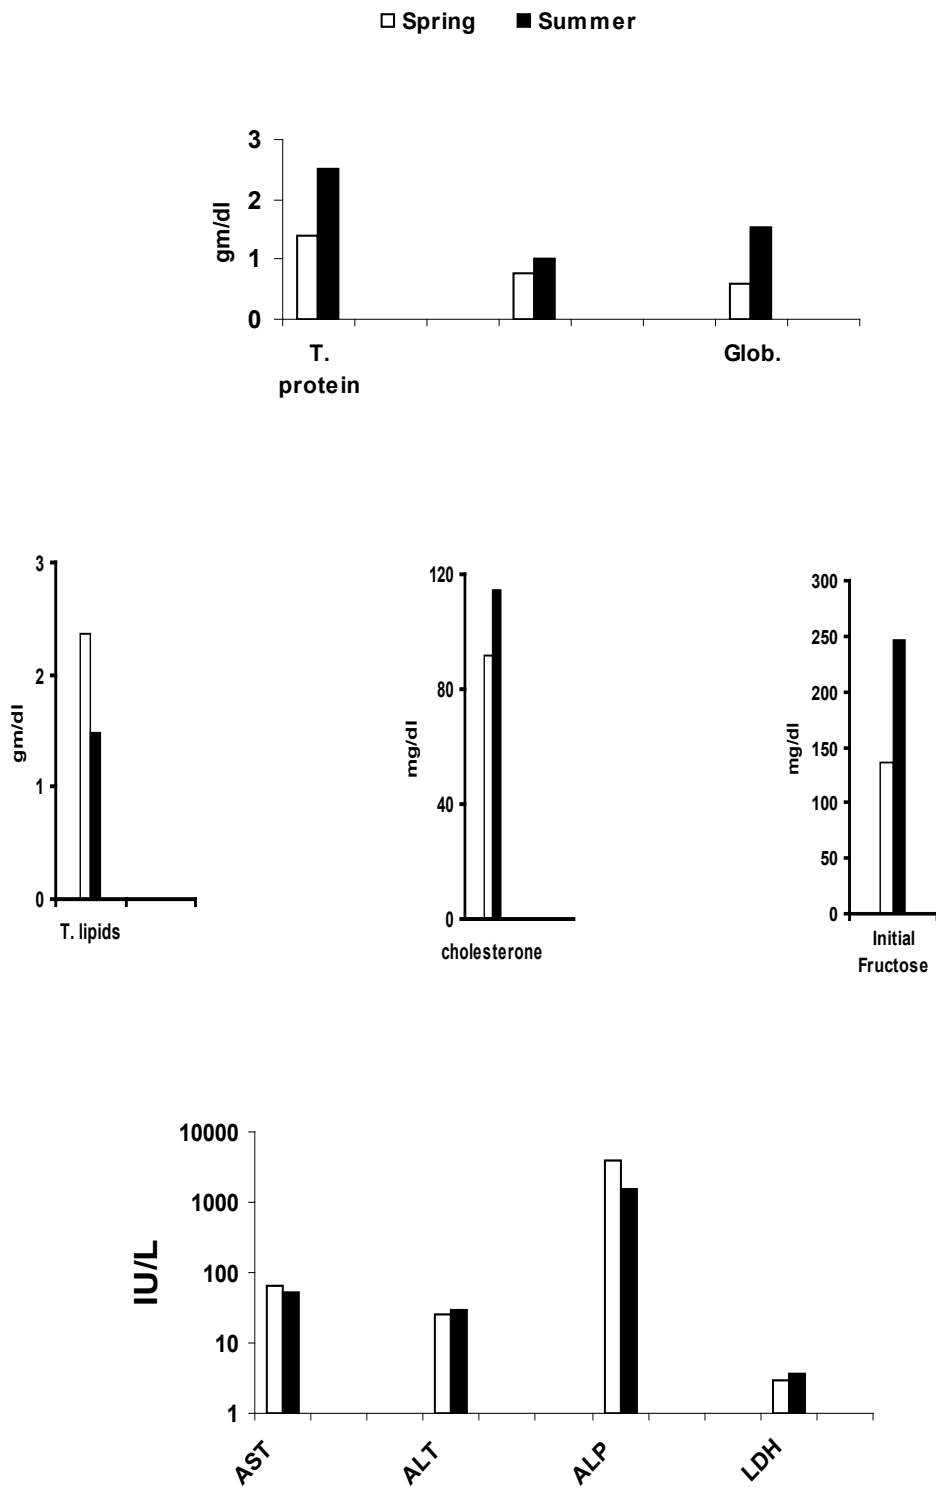 Spring Summer
3
2
1
0
gm/dl
T.
protein
Glob.
3
2
1
0
gm/dl
T. lipids
120
80
40
0
mg/dl
cholesterone
300
250
200
150
100
50
0
mg/dl
Initial
Fructose
10000
1000
100
10
1
IU/L
AST
ALT
ALP
LDH